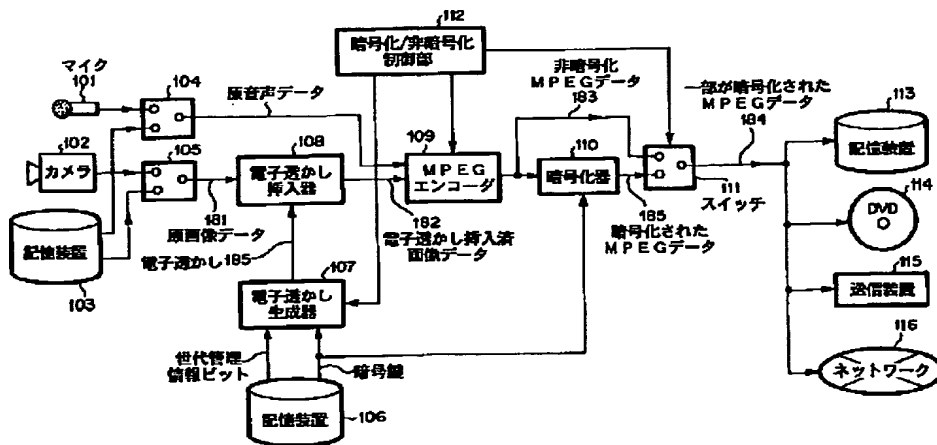 112
暗号化/非暗号化
制御部
マイク
101
104
原音声データ
非暗号化
MPEGデータ
183
一部が暗号化された
MPEGデータ
184
113
記憶装置
102
カメラ
105
108
電子透かし
挿入器
109
MPEG
エンコーダ
110
暗号化器
111
スイッチ
114
DVD
181
原画像データ
182
電子透かし挿入済
画像データ
185
暗号化された
MPEGデータ
記憶装置
103
電子透かし185
107
電子透かし
生成器
115
送信装置
116
ネットワーク
世代管理
情報ビット
暗号鍵
記憶装置
106